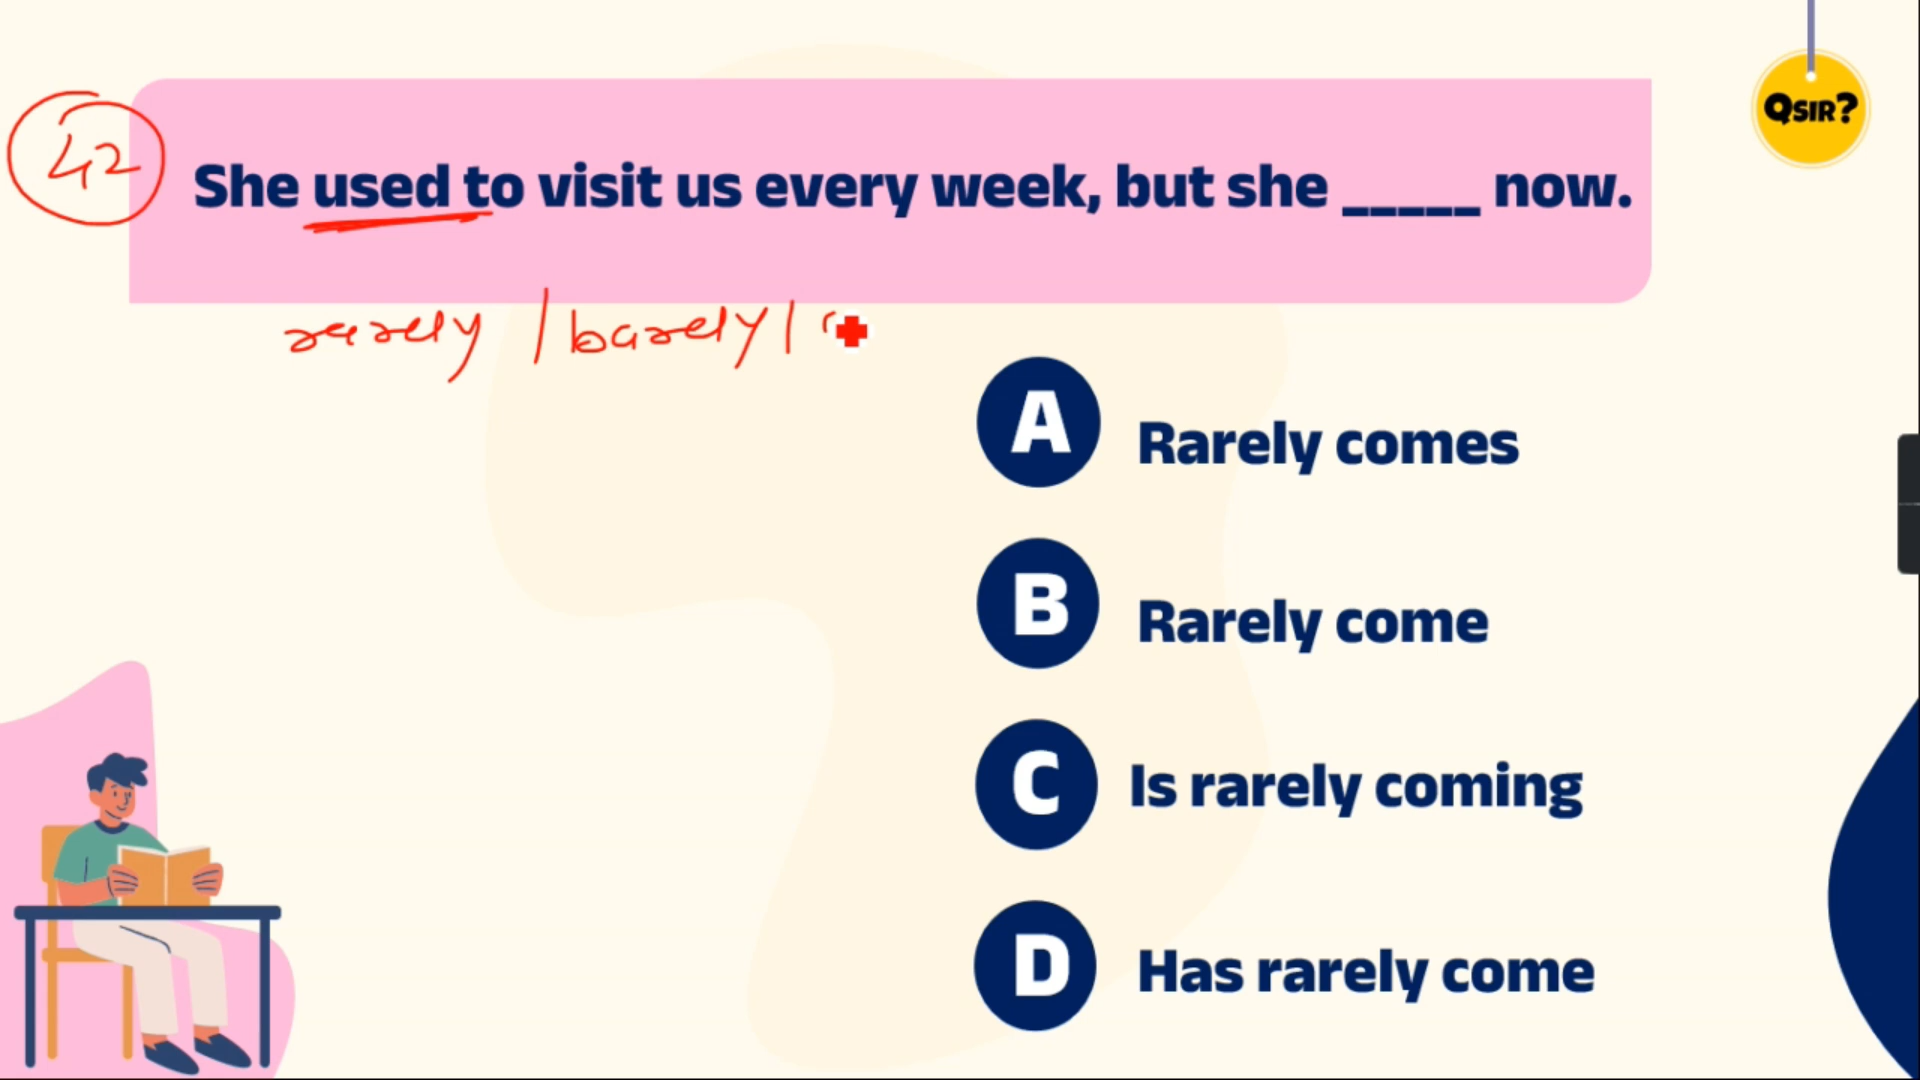 QSIR?
42
She used to visit us every week, but she _____ now.
rarely / barely /
A Rarely comes
B Rarely come
C Is rarely coming
D Has rarely come